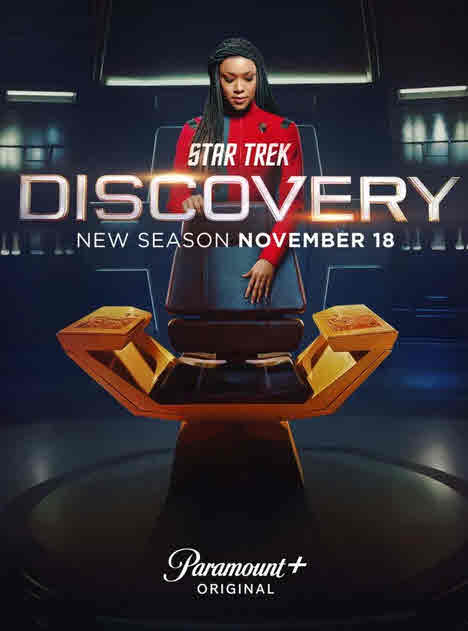 STAR TREK
DISCOVERY
NEW SEASON NOVEMBER 18
Paramount+
ORIGINAL